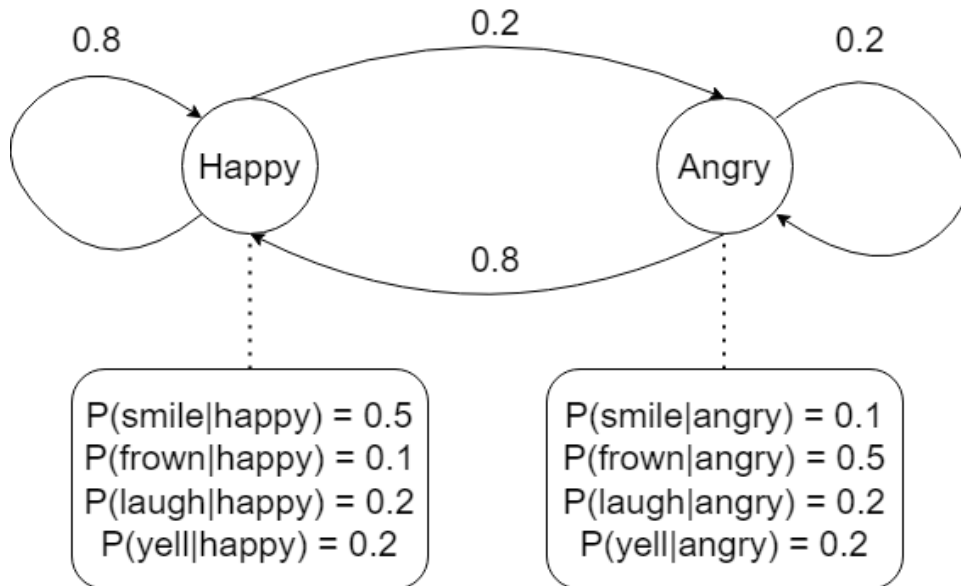 0.8
0.2
0.2
Happy
Angry
0.8
P(smile|happy) = 0.5
P(frown|happy) = 0.1
P(laugh|happy) = 0.2
P(yell|happy) = 0.2
P(smile|angry) = 0.1
P(frown|angry) = 0.5
P(laugh|angry) = 0.2
P(yell|angry) = 0.2